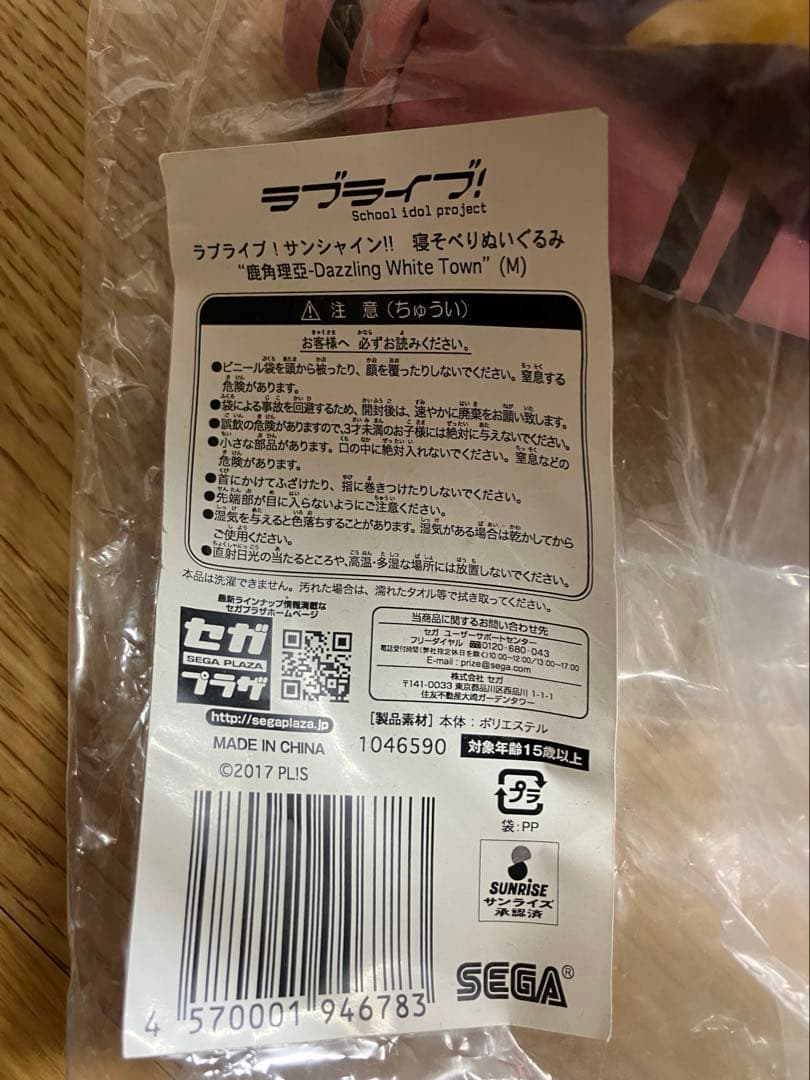 ラブライブ!
School idol project
ラブライブ!サンシャイン!! 寝そべりぬいぐるみ
“鹿角理亞-Dazzling White Town” (M)
注 意(ちゅうい)
お客様へ 必ずお読みください。
●ビニール袋を頭から被ったり、顔を覆ったりしないでください。窒息する
危険があります。
●袋による事故を回避するため、開封後は、速やかに廃棄をお願い致します。
●誤飲の危険がありますので、3才未満のお子様には絶対に与えないでください。
●小さな部品があります。口の中に絶対入れないでください。窒息などの
危険があります。
●首にかけてふざけたり、指に巻きつけたりしないでください。
●先端部が目に入らないようにご注意ください。
●湿気を与えると色落ちすることがあります。湿気がある場合は乾かしてから
ご使用ください。
●直射日光の当たるところや、高温・多湿な場所には放置しないでください。
本品は洗濯できません。汚れた場合は、濡れたタオル等で拭き取ってください。
最新ラインナップ情報満載な
セガプラザホームページ
セガ
SEGA PLAZA
プラザ
http://segaplaza.jp
当商品に関するお問い合わせ先
セガ ユーザーサポートセンター
フリーダイヤル 0120-680-043
電話受付時間(弊社指定休日を除く)10:00~12:00/13:00~17:00
E-mail : prize@sega.com
株式会社 セガ
〒141-0033 東京都品川区西品川 1-1-1
住友不動産大崎ガーデンタワー
[製品素材] 本体:ポリエステル
MADE IN CHINA
1046590
対象年齢15歳以上
©2017 PL!S
プラ
袋:PP
SUNRISE
サンライズ
承認済
SEGA®
4 570001 946783